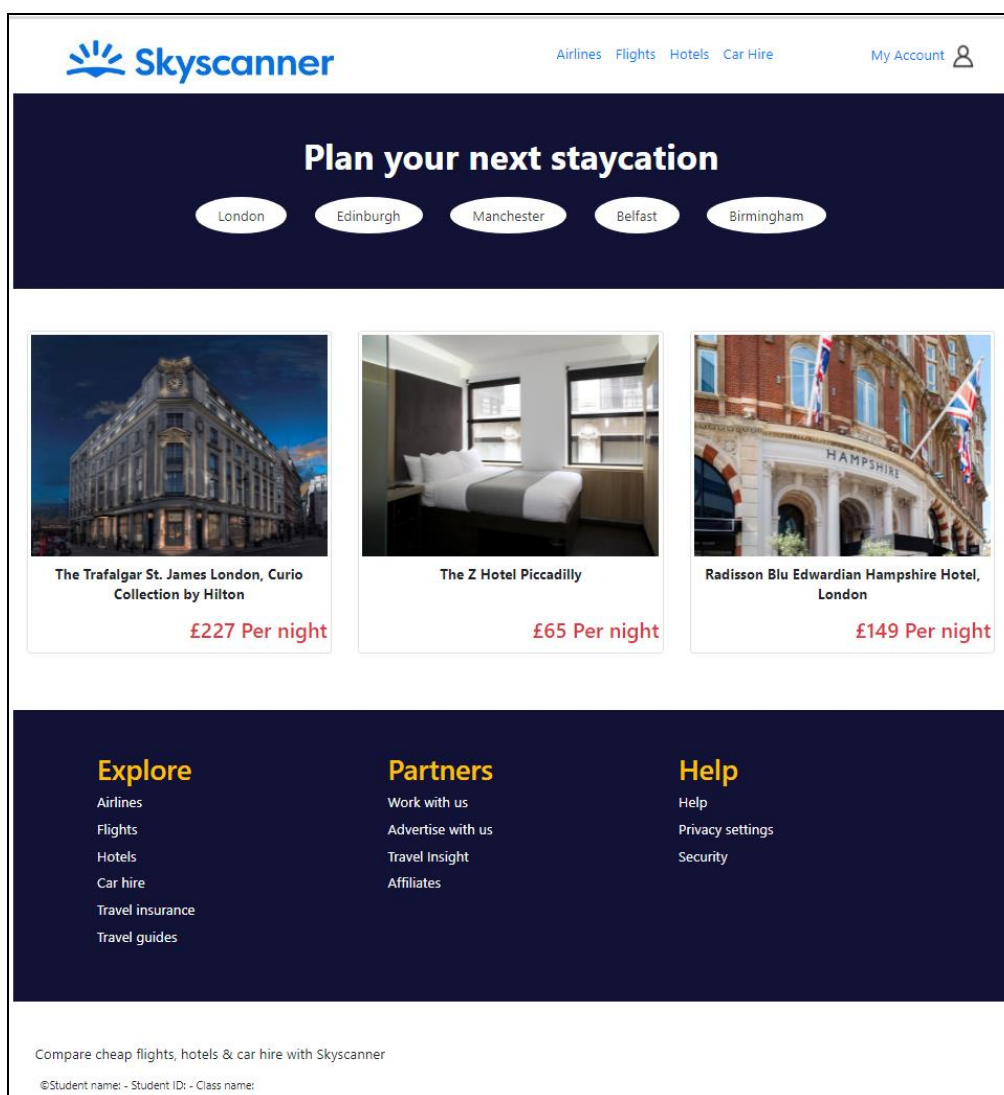 Skyscanner
Airlines Flights Hotels Car Hire
My Account
Plan your next staycation
London Edinburgh Manchester Belfast Birmingham
HAMPSHIRE
The Trafalgar St. James London, Curio
Collection by Hilton
£227 Per night
The Z Hotel Piccadilly
£65 Per night
Radisson Blu Edwardian Hampshire Hotel,
London
£149 Per night
Explore
Airlines
Flights
Hotels
Car hire
Travel insurance
Travel guides
Partners
Work with us
Advertise with us
Travel Insight
Affiliates
Help
Help
Privacy settings
Security
Compare cheap flights, hotels & car hire with Skyscanner
©Student name: - Student ID: - Class name: